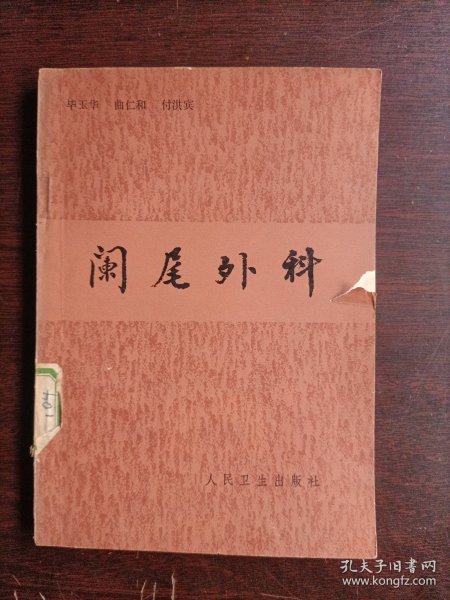 毕玉华 曲仁和 付洪宾
阑尾外科
104
人民卫生出版社
孔夫子旧书网
www.kongfz.com